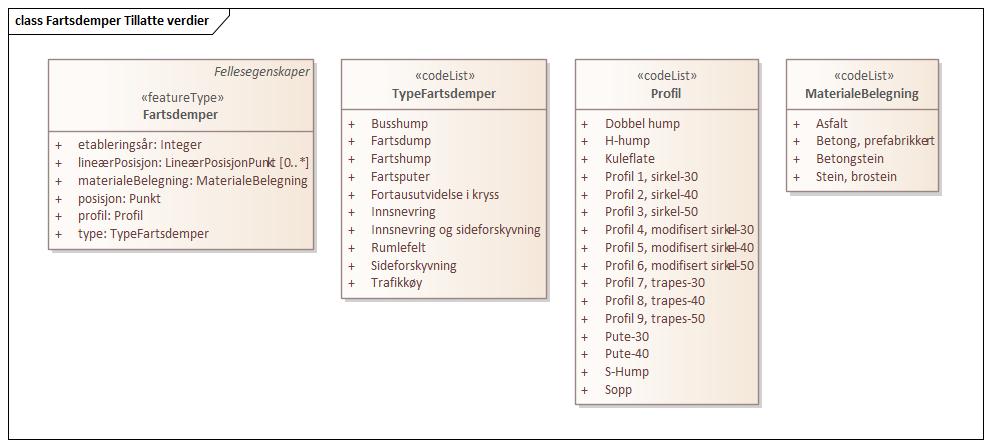 class Fartsdemper Tillatte verdier
Fellesegenskaper
«featureType»
Fartsdemper
+ etableringsår: Integer
+ lineærPosisjon: LineærPosisjonPunkt [0..*]
+ materialeBelegning: MaterialeBelegning
+ posisjon: Punkt
+ profil: Profil
+ type: TypeFartsdemper
«codeList»
TypeFartsdemper
+ Busshump
+ Fartsdump
+ Fartshump
+ Fartsputer
+ Fortausutvidelse i kryss
+ Innsnevring
+ Innsnevring og sideforskyvning
+ Rumlefelt
+ Sideforskyvning
+ Trafikkøy
«codeList»
Profil
+ Dobbel hump
+ H-hump
+ Kuleflate
+ Profil 1, sirkel-30
+ Profil 2, sirkel-40
+ Profil 3, sirkel-50
+ Profil 4, modifisert sirkel-30
+ Profil 5, modifisert sirkel-40
+ Profil 6, modifisert sirkel-50
+ Profil 7, trapes-30
+ Profil 8, trapes-40
+ Profil 9, trapes-50
+ Pute-30
+ Pute-40
+ S-Hump
+ Sopp
«codeList»
MaterialeBelegning
+ Asfalt
+ Betong, prefabrikkert
+ Betongstein
+ Stein, brostein